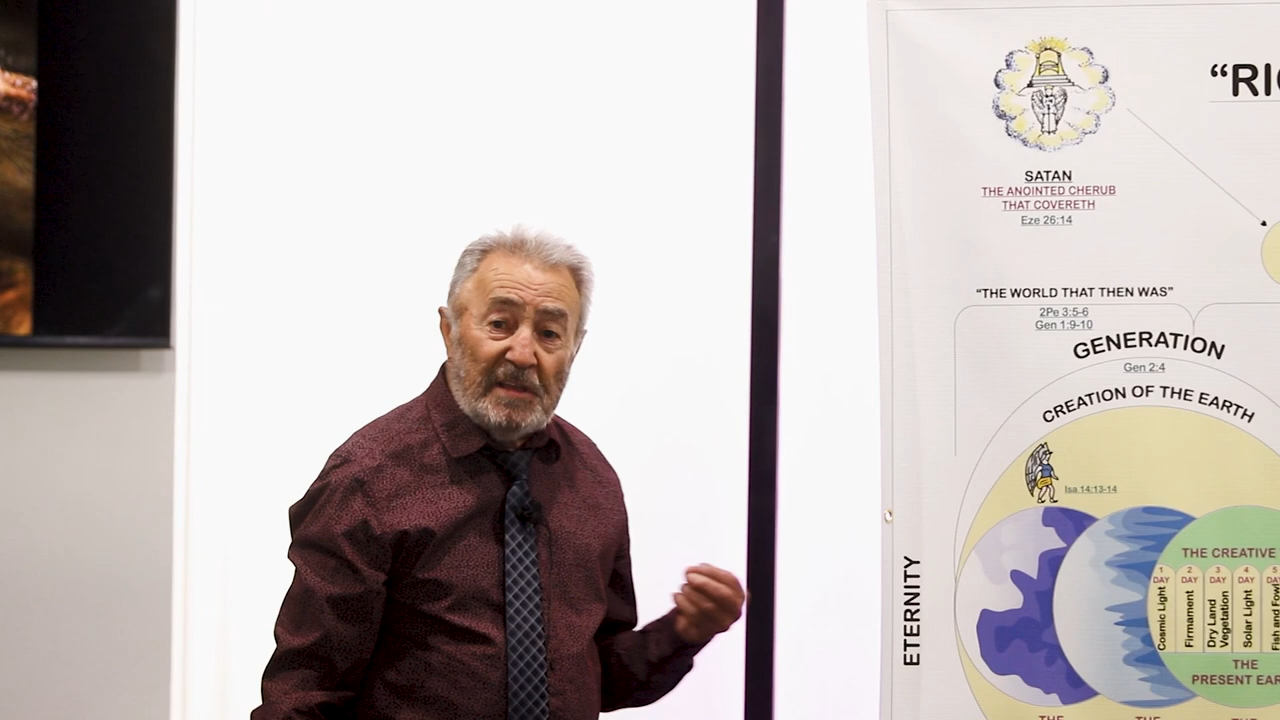 SATAN
THE ANOINTED CHERUB
THAT COVERETH
Eze 26:14
"THE WORLD THAT THEN WAS"
2Pe 3:5-6
Gen 1:9-10
GENERATION
Gen 2:4
CREATION OF THE EARTH
Isa 14:13-14
ETERNITY
THE CREATIVE
1 DAY Cosmic Light
2 DAY Firmament
3 DAY Dry Land Vegetation
4 DAY Solar Light
5 Fish and Fowl
THE
PRESENT EAR
THE THE THE